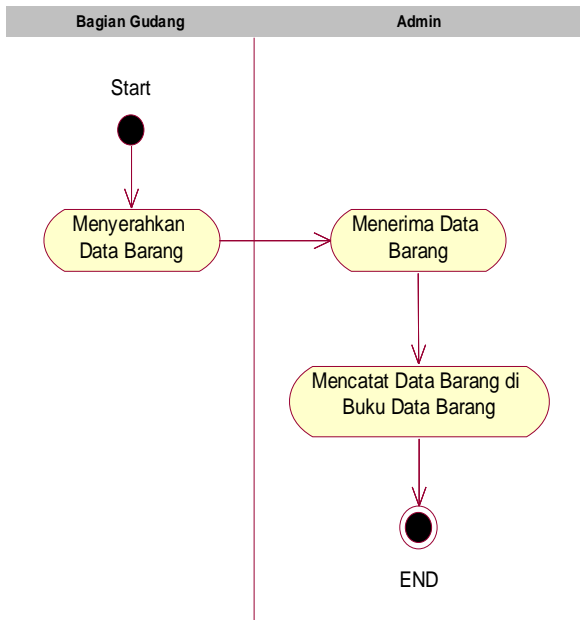 Bagian Gudang
Admin
Start
Menyerahkan
Data Barang
Menerima Data
Barang
Mencatat Data Barang di
Buku Data Barang
END